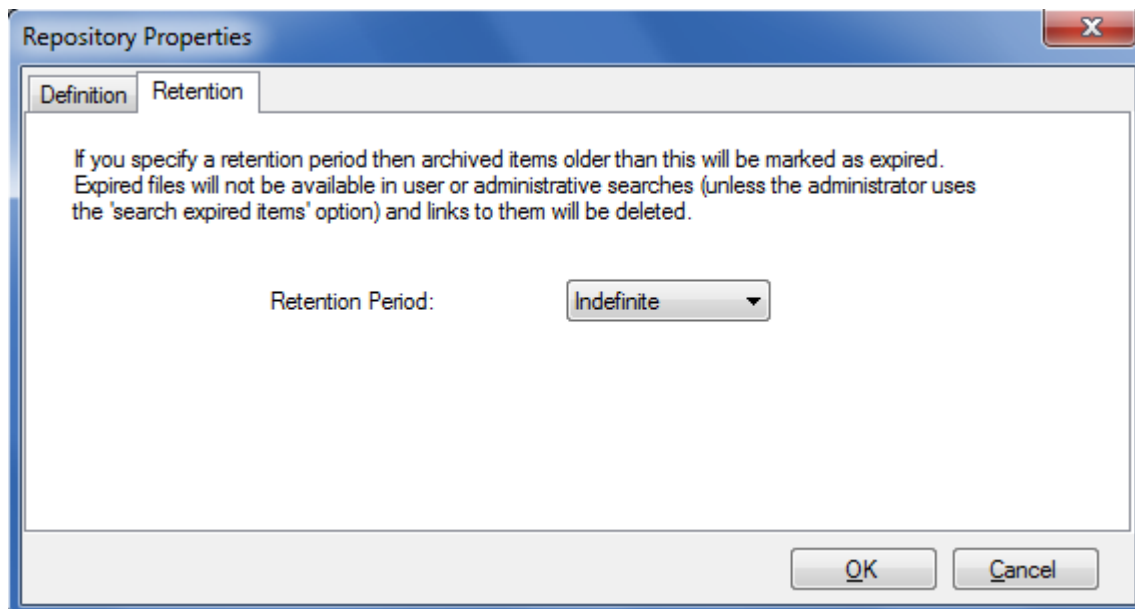 Repository Properties
x
Definition
Retention
If you specify a retention period then archived items older than this will be marked as expired.
Expired files will not be available in user or administrative searches (unless the administrator uses
the 'search expired items' option) and links to them will be deleted.
Retention Period:
Indefinite
OK
Cancel